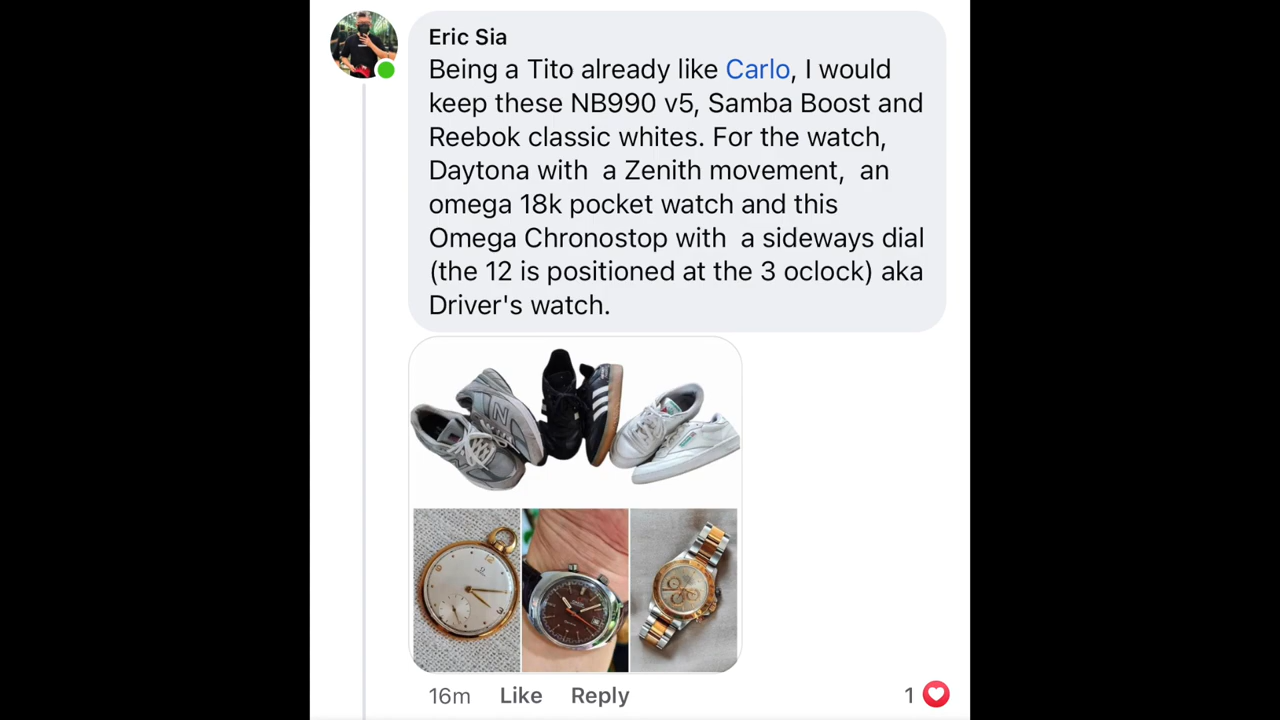 Eric Sia
Being a Tito already like Carlo, I would
keep these NB990 v5, Samba Boost and
Reebok classic whites. For the watch,
Daytona with  a Zenith movement,  an
omega 18k pocket watch and this
Omega Chronostop with  a sideways dial
(the 12 is positioned at the 3 oclock) aka
Driver's watch.
N
16m Like Reply 1